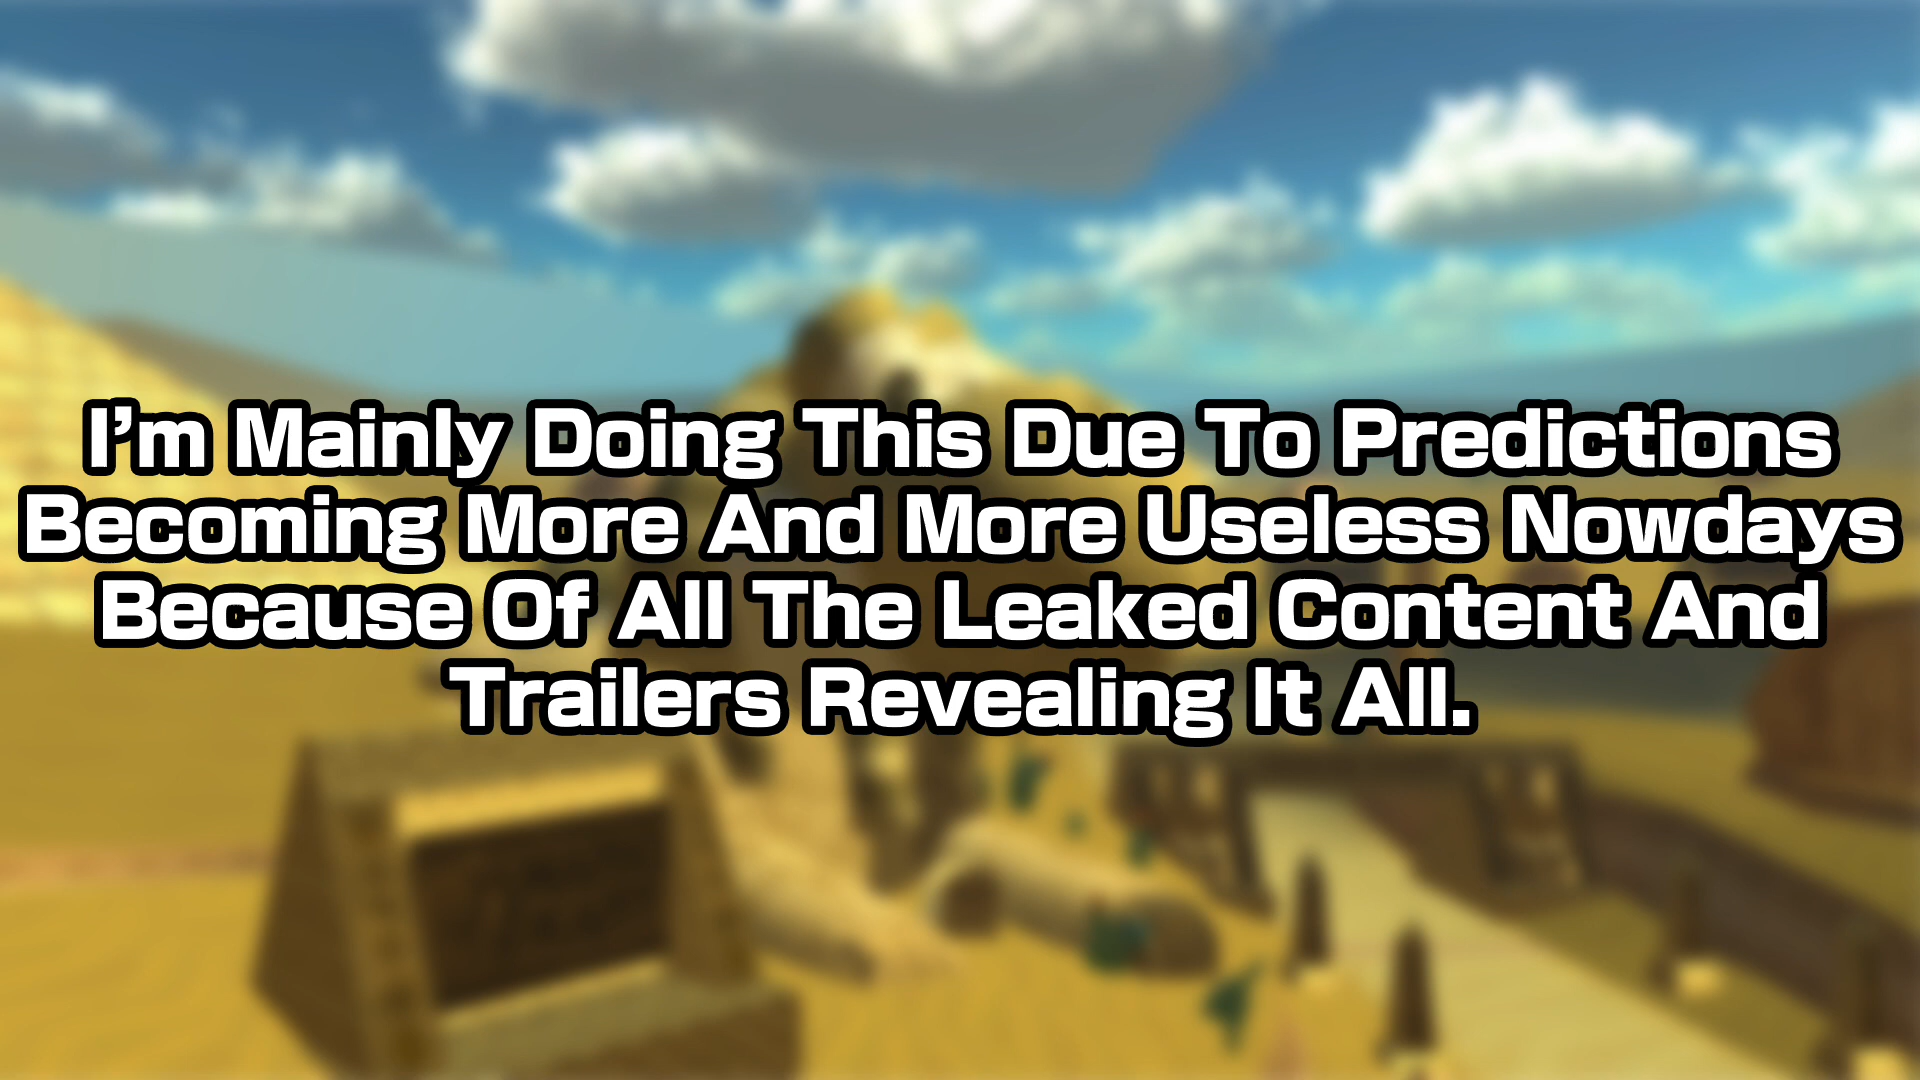 I'm Mainly Doing This Due To Predictions
Becoming More And More Useless Nowdays
Because Of All The Leaked Content And
Trailers Revealing It All.